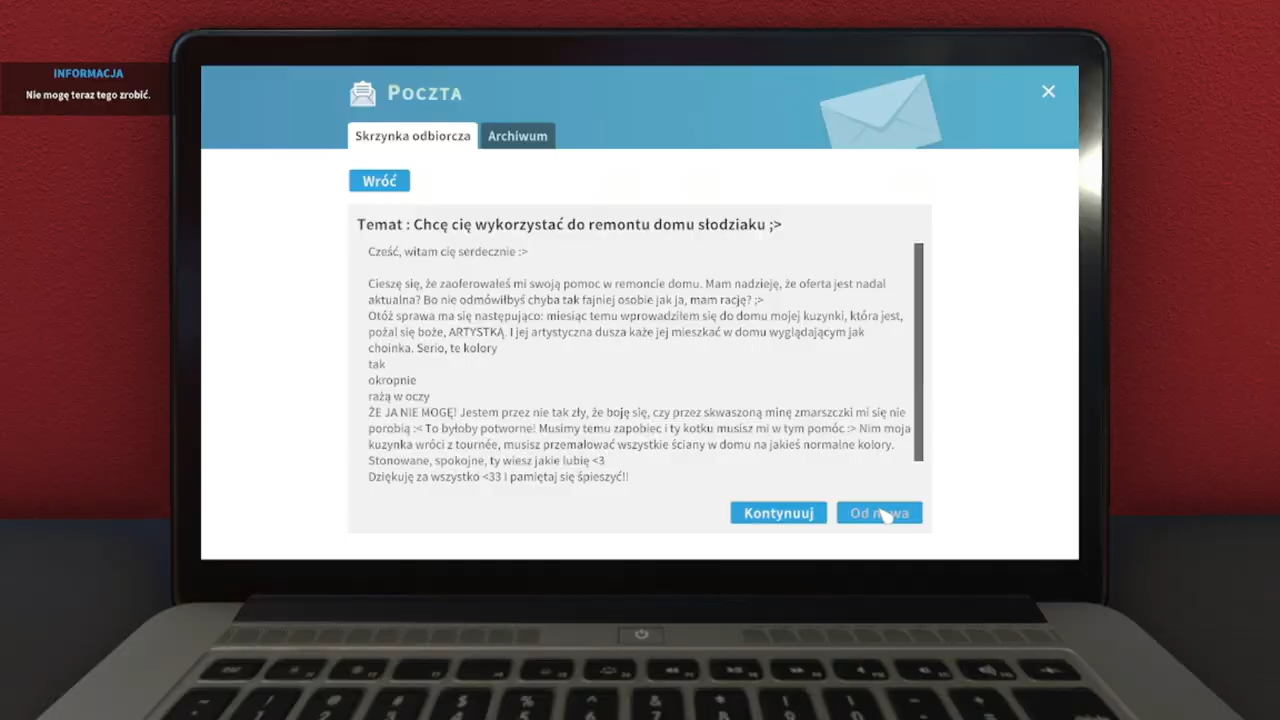 INFORMACJA
Nie mogę teraz tego zrobić.
POCZTA
Skrzynka odbiorcza
Archiwum
Wróć
Temat : Chcę cię wykorzystać do remontu domu słodziaku ;>
Cześć, witam cię serdecznie :>
Cieszę się, że zaoferowałeś mi swoją pomoc w remoncie domu. Mam nadzieję, że oferta jest nadal
aktualna? Bo nie odmówiłbyś chyba tak fajniej osobie jak ja, mam rację? ;>
Otóż sprawa ma się następująco: miesiąc temu wprowadziłem się do domu mojej kuzynki, która jest,
pożal się boże, ARTYSTKĄ. I jej artystyczna dusza każe jej mieszkać w domu wyglądającym jak
choinka. Serio, te kolory
tak
okropnie
rażą w oczy
ŻE JA NIE MOGĘ! Jestem przez nie tak zły, że boję się, czy przez skwaszoną minę zmarszczki mi się nie
porobią :< To byłoby potworne! Musimy temu zapobiec i ty kotku musisz mi w tym pomóc :> Nim moja
kuzynka wróci z tournée, musisz przemalować wszystkie ściany w domu na jakieś normalne kolory.
Stonowane, spokojne, ty wiesz jakie lubię <3
Dziękuję za wszystko <33 I pamiętaj się śpieszyć!!
Kontynuuj
Od nowa